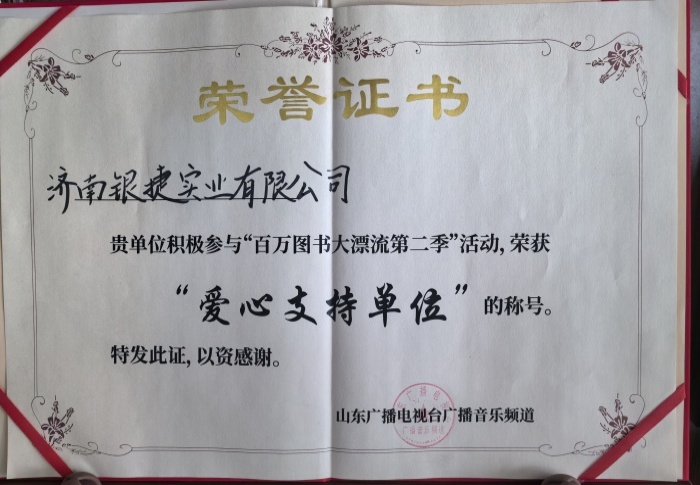 荣誉证书
济南银捷实业有限公司
贵单位积极参与“百万图书大漂流第二季”活动，荣获
“爱心支持单位”的称号。
特发此证，以资感谢。
山东广播电视台广播音乐频道